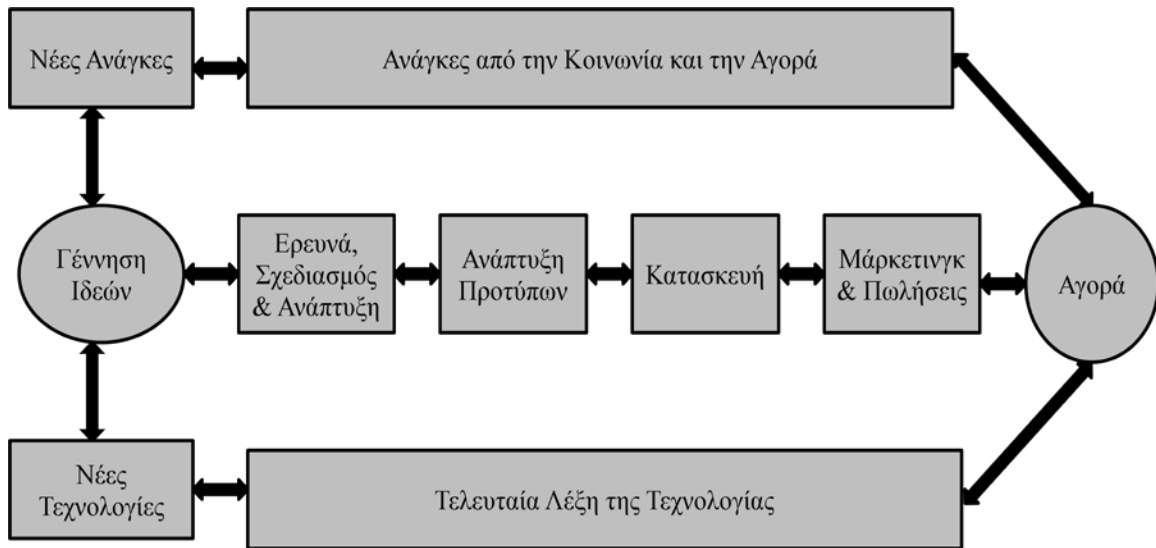 Νέες Ανάγκες
Ανάγκες από την Κοινωνία και την Αγορά
Γέννηση
Ιδεών
Ερευνά,
Σχεδιασμός
& Ανάπτυξη
Ανάπτυξη
Προτύπων
Κατασκευή
Μάρκετινγκ
& Πωλήσεις
Αγορά
Νέες
Τεχνολογίες
Τελευταία Λέξη της Τεχνολογίας